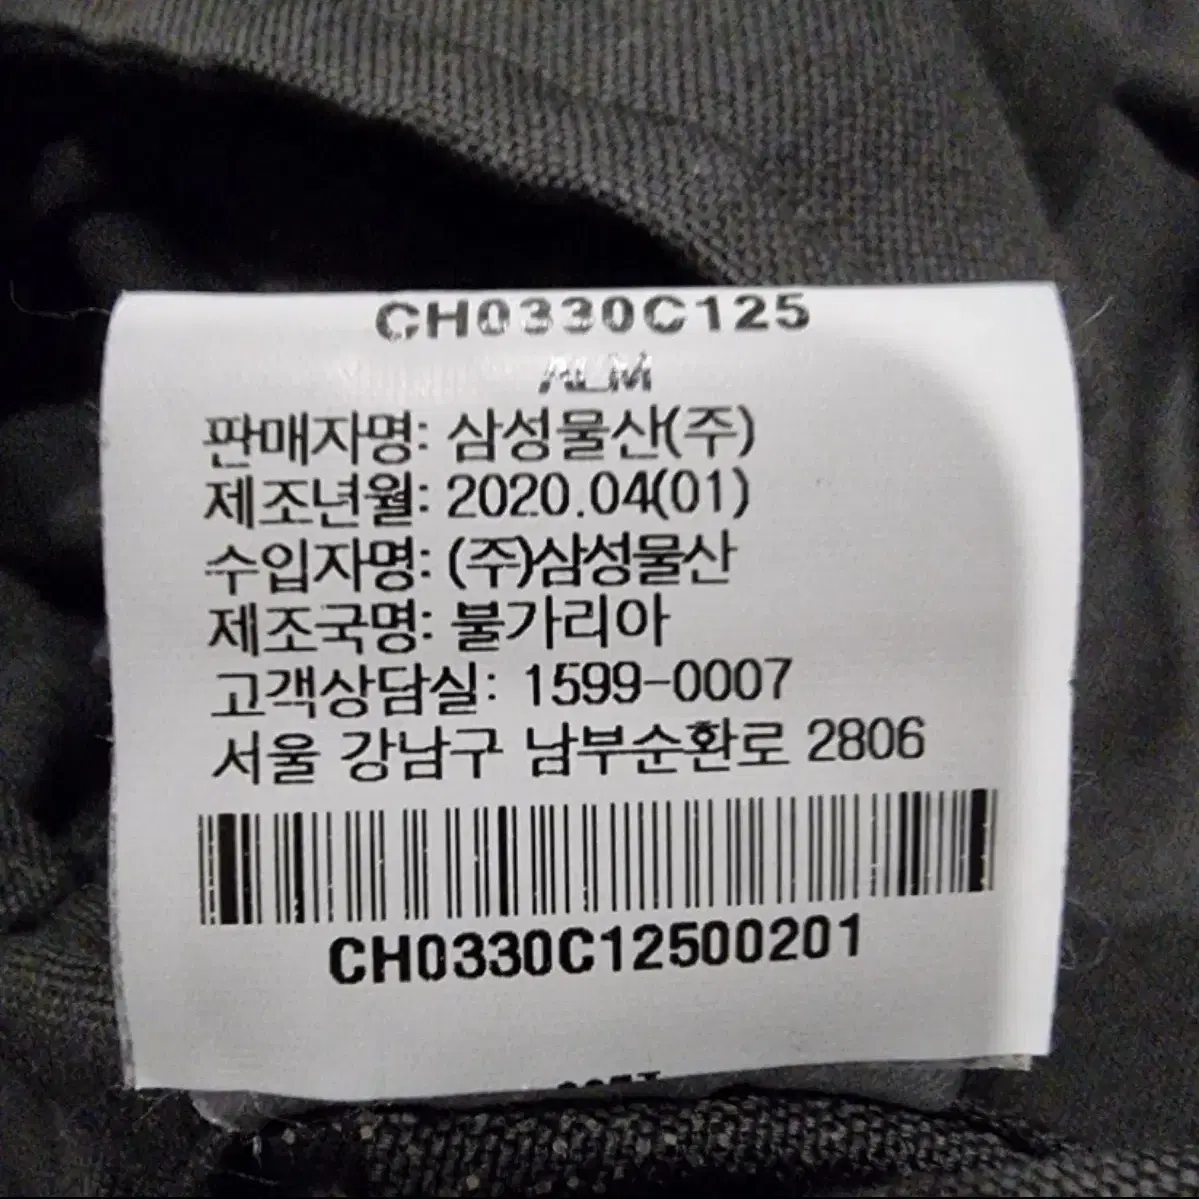 CH0330C125
판매자명: 삼성물산(주)
제조년월: 2020.04(01)
수입자명: (주)삼성물산
제조국명: 불가리아
고객상담실: 1599-0007
서울 강남구 남부순환로 2806
CH0330C12500201